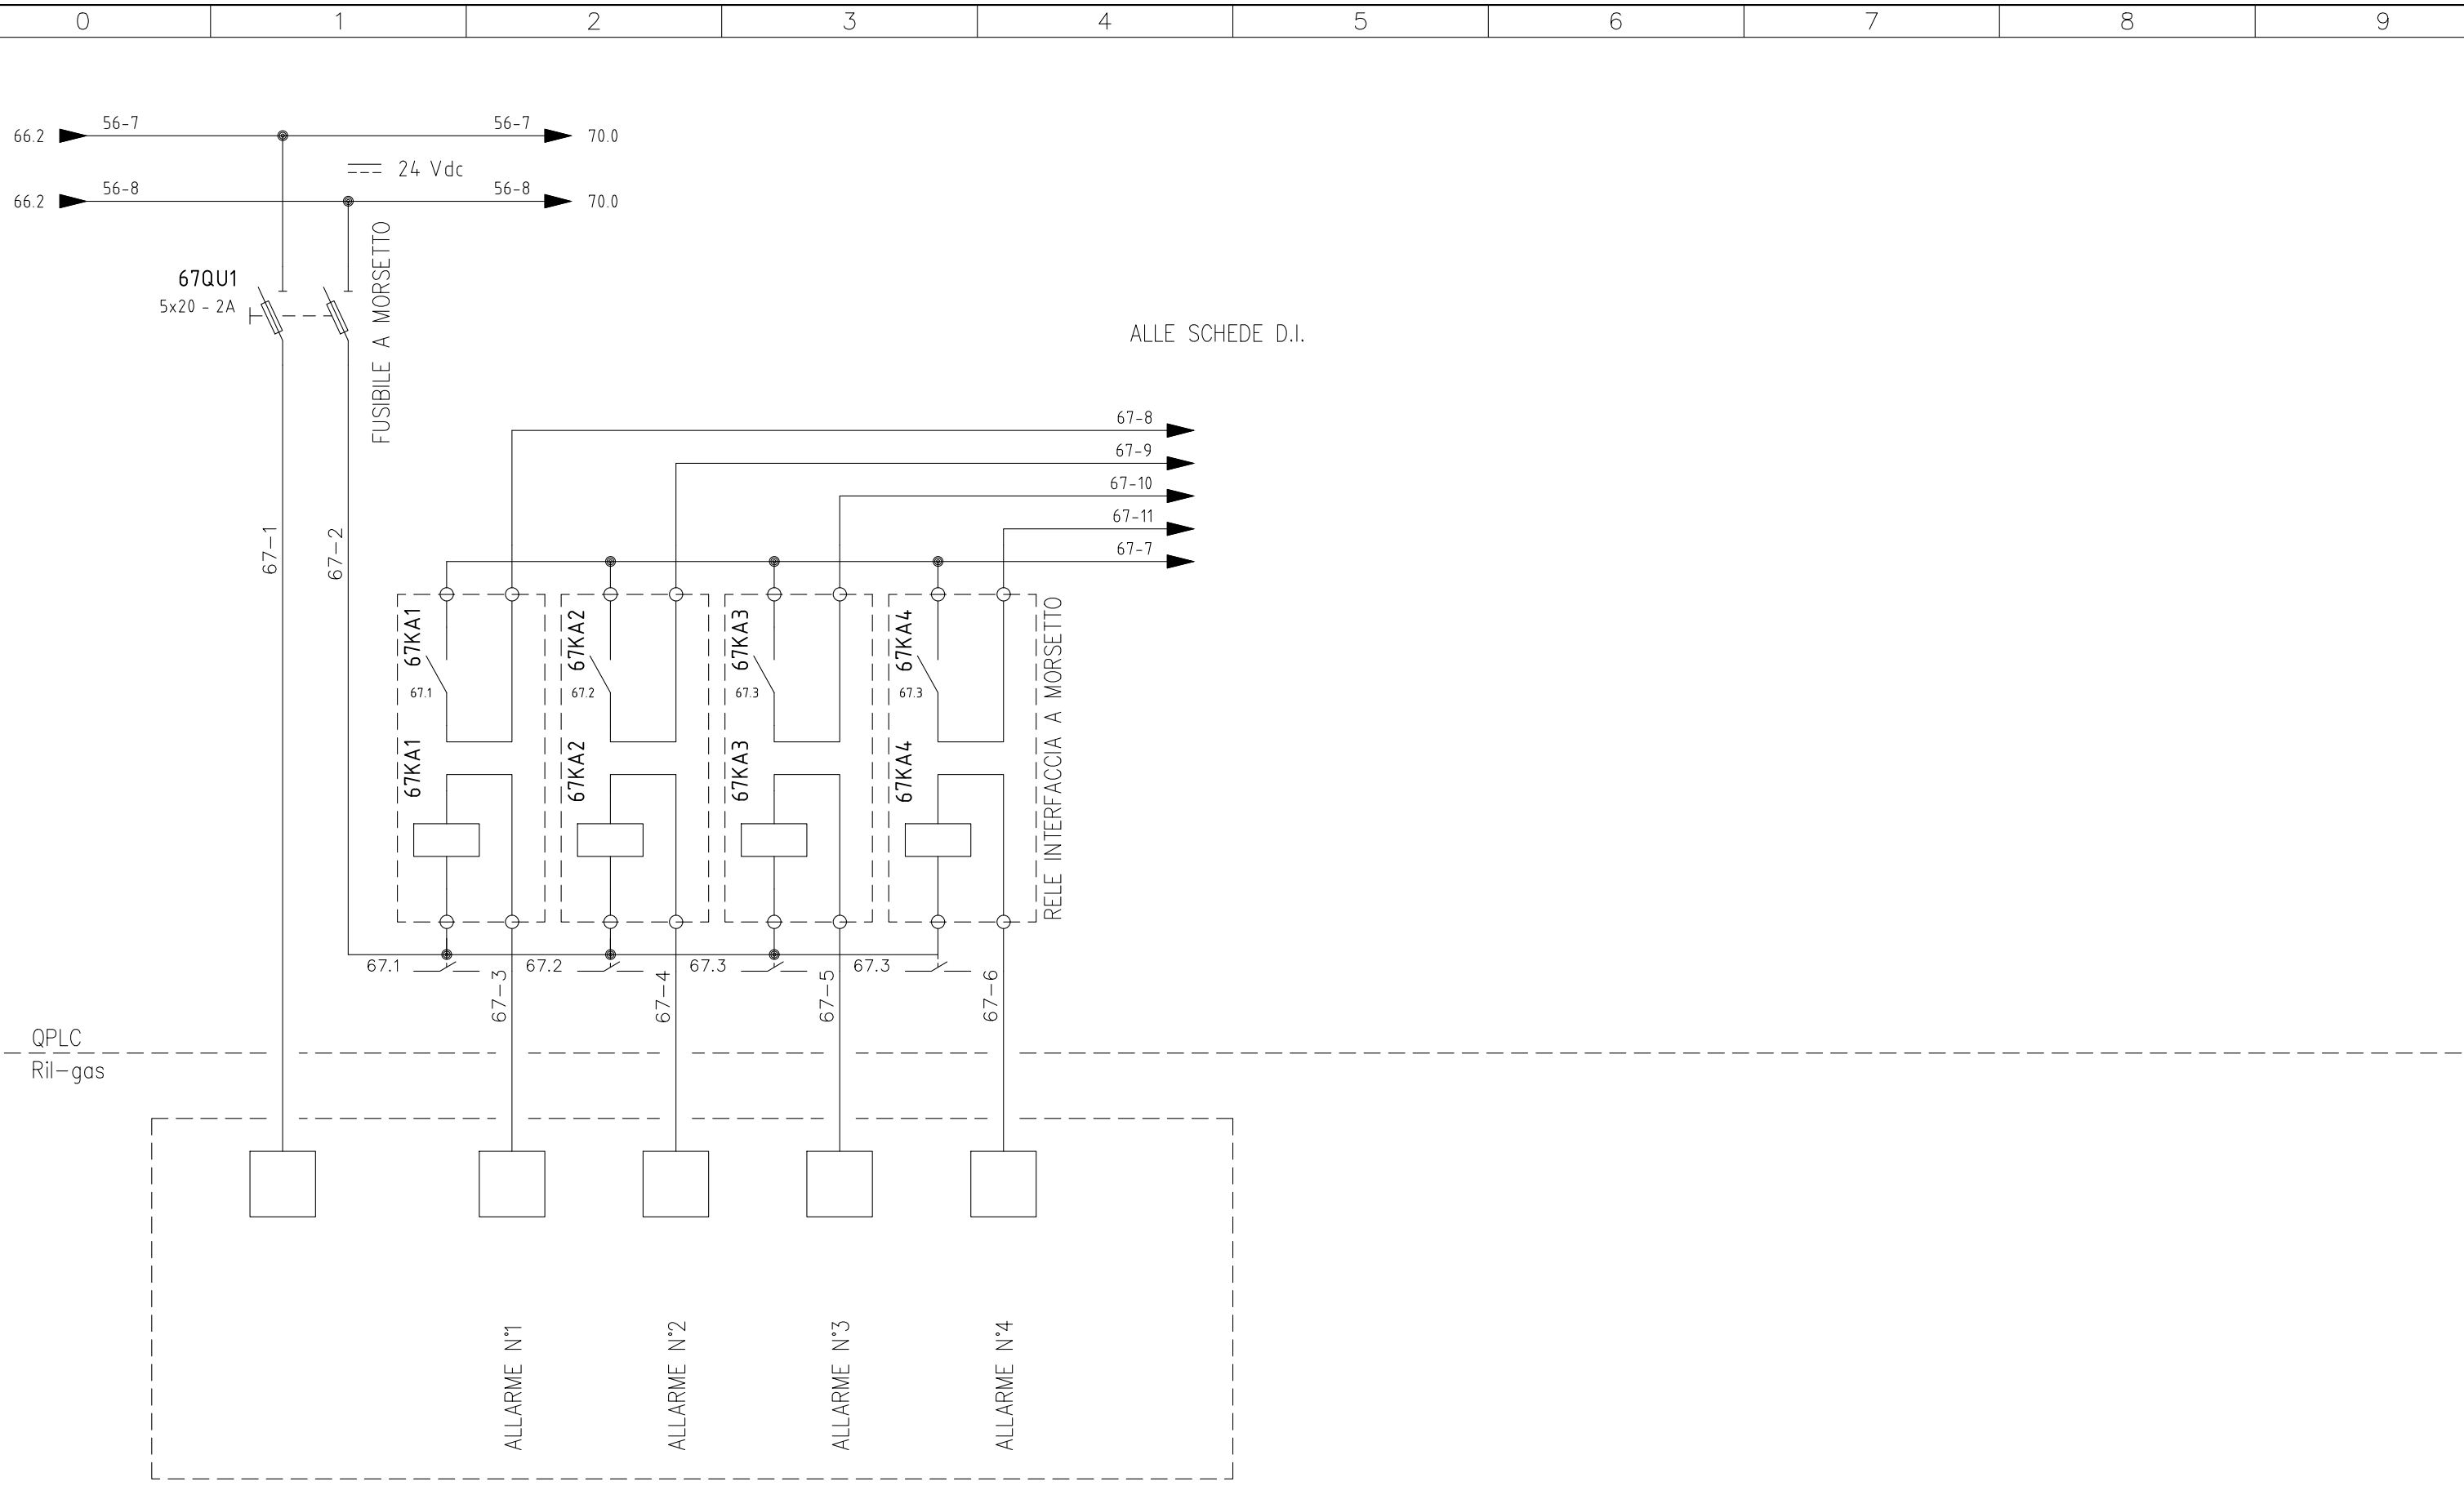 0 1 2 3 4 5 6 7 8 9
66.2 56-7 56-7 70.0
24 Vdc
66.2 56-8 56-8 70.0
67QU1
5x20 - 2A
FUSIBILE A MORSETTO
ALLE SCHEDE D.I.
67-8
67-9
67-10
67-11
67-7
67-1
67-2
67KA1 67KA2 67KA3 67KA4
67.1 67.2 67.3 67.3
67KA1 67KA2 67KA3 67KA4
RELE INTERFACCIA A MORSETTO
67.1 67.2 67.3 67.3
67-3 67-4 67-5 67-6
QPLC
Ril-gas
ALLARME N°1
ALLARME N°2
ALLARME N°3
ALLARME N°4